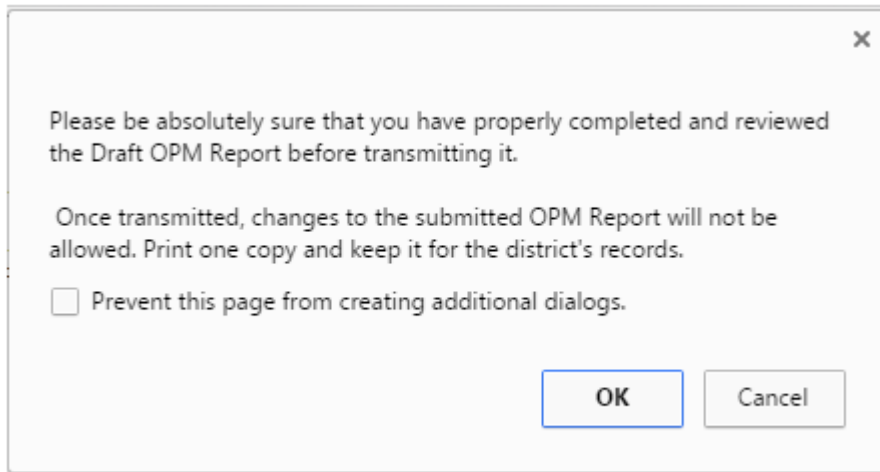 Please be absolutely sure that you have properly completed and reviewed
the Draft OPM Report before transmitting it.
Once transmitted, changes to the submitted OPM Report will not be
allowed. Print one copy and keep it for the district's records.
Prevent this page from creating additional dialogs.
OK
Cancel